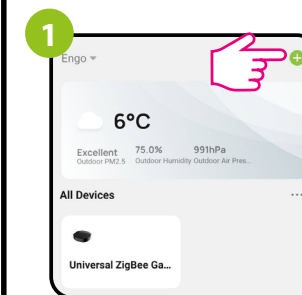 1
Engo
6°C
Excellent 75.0% 991hPa
Outdoor PM2.5 Outdoor Humidity Outdoor Air Pres...
All Devices ...
Universal ZigBee Ga...